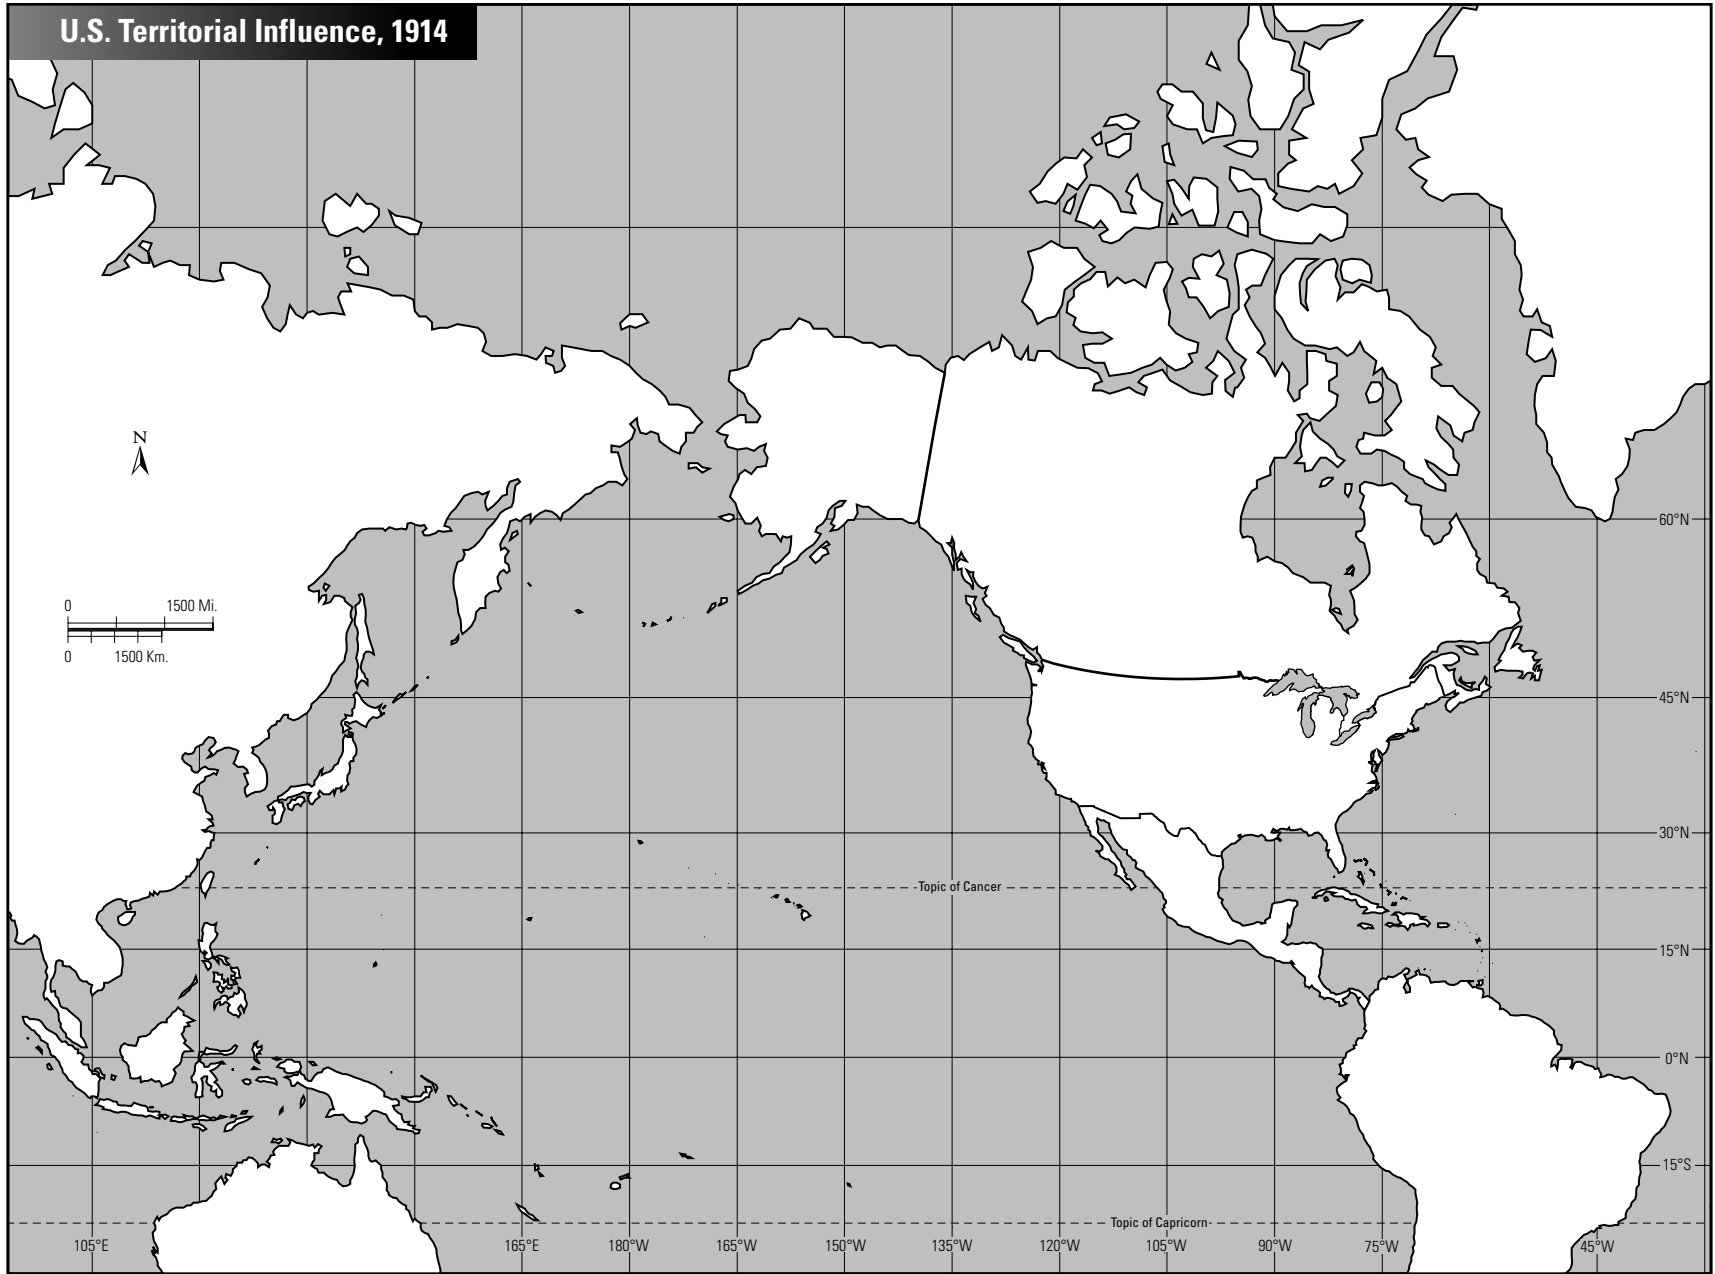 U.S. Territorial Influence, 1914
N
60°N
0 1500 Mi.
0 1500 Km.
45°N
30°N
Topic of Cancer
15°N
0°N
15°S
Topic of Capricorn
105°E 165°E 180°W 165°W 150°W 135°W 120°W 105°W 90°W 75°W 45°W